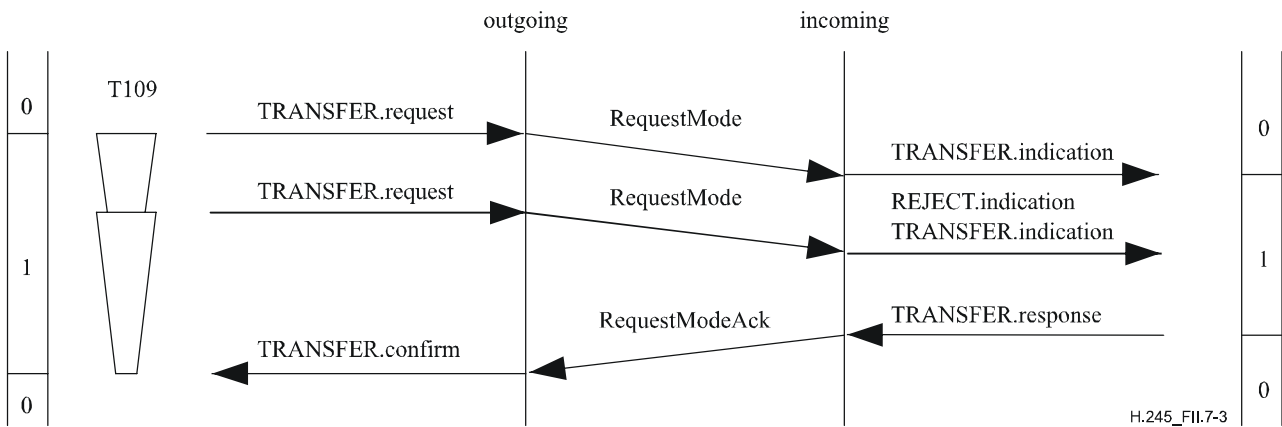 outgoing
incoming
T109
0
TRANSFER.request
RequestMode
0
TRANSFER.indication
TRANSFER.request
RequestMode
REJECT.indication
TRANSFER.indication
1
1
RequestModeAck
TRANSFER.response
TRANSFER.confirm
0
0
H.245_FII.7-3